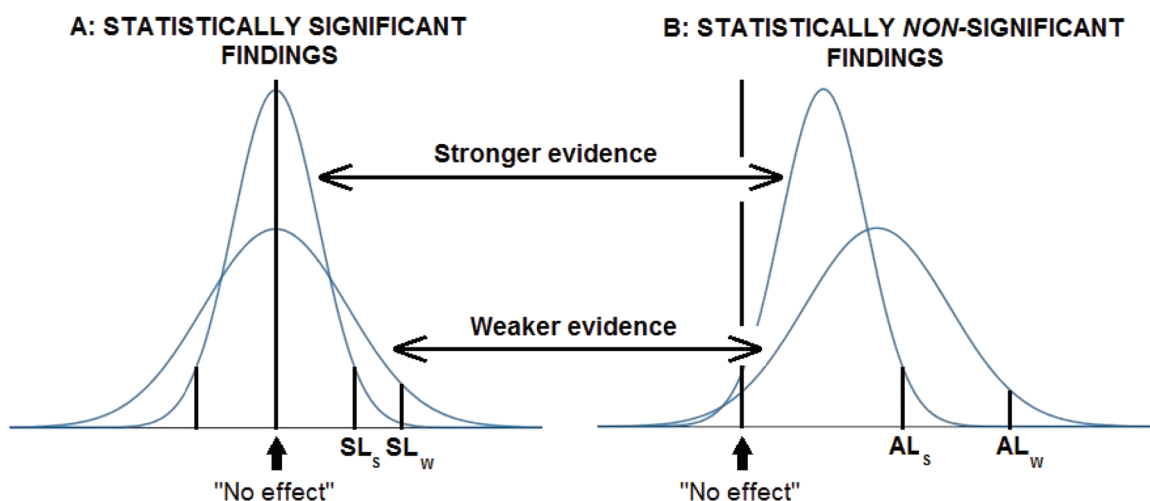 A: STATISTICALLY SIGNIFICANT
FINDINGS
B: STATISTICALLY NON-SIGNIFICANT
FINDINGS
Stronger evidence
Weaker evidence
SLs SLw
ALs ALw
"No effect"
"No effect"